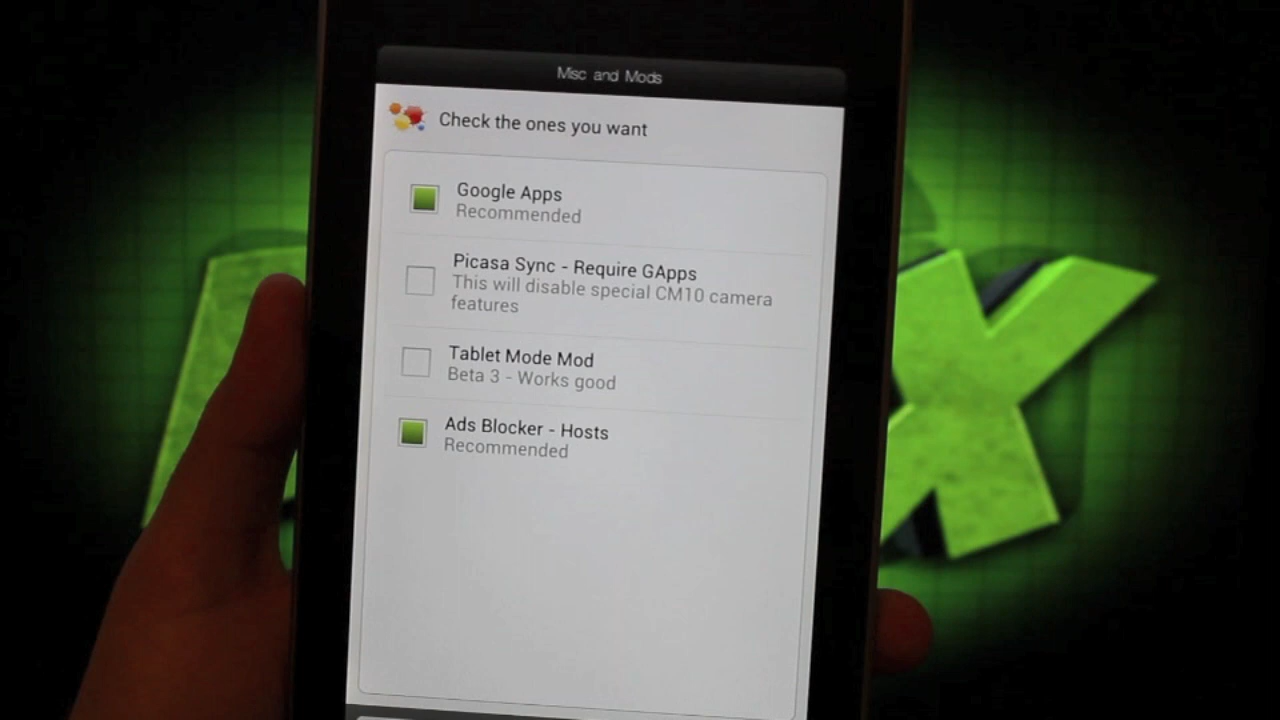 Misc and Mods
Check the ones you want
Google Apps
Recommended
Picasa Sync - Require GApps
This will disable special CM10 camera
features
Tablet Mode Mod
Beta 3 - Works good
Ads Blocker - Hosts
Recommended
X